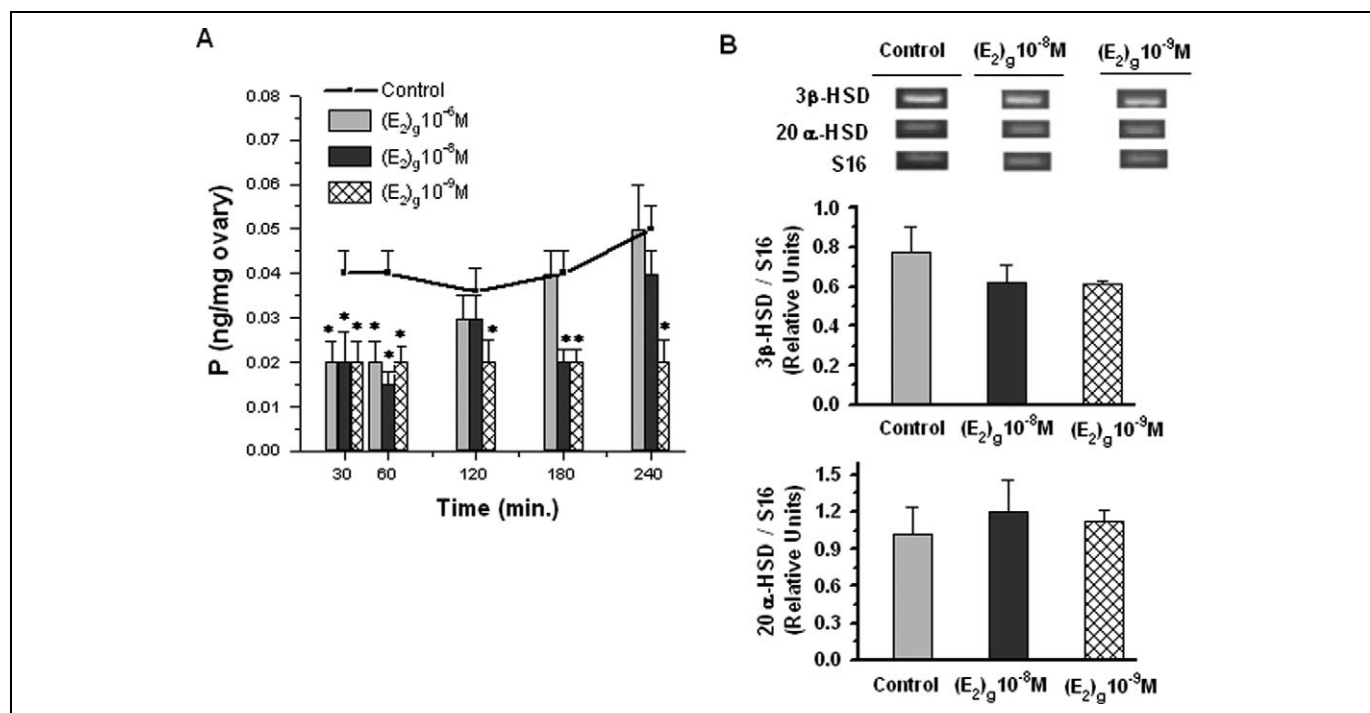 A
Control
(E₂)g10⁻⁶M
(E₂)g10⁻⁸M
(E₂)g10⁻⁹M
0.08
0.07
0.06
0.05
0.04
0.03
0.02
0.01
0.00
P (ng/mg ovary)
* * * * * * * ** *
30 60 120 180 240
Time (min.)
B
Control (E₂)g10⁻⁸M (E₂)g10⁻⁹M
3β-HSD
20 α-HSD
S16
3β-HSD / S16
(Relative Units)
1.0
0.8
0.6
0.4
0.2
0.0
Control (E₂)g10⁻⁸M (E₂)g10⁻⁹M
20 α-HSD / S16
(Relative Units)
1.5
1.2
0.9
0.6
0.3
0.0
Control (E₂)g10⁻⁸M (E₂)g10⁻⁹M